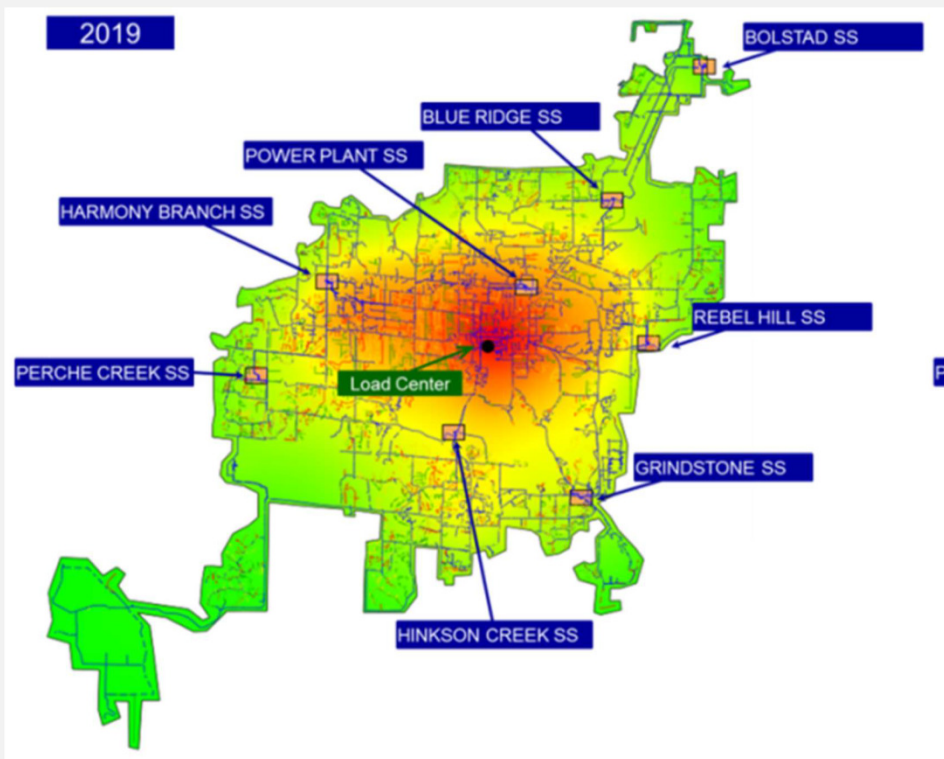 2019
BOLSTAD SS
BLUE RIDGE SS
POWER PLANT SS
HARMONY BRANCH SS
REBEL HILL SS
PERCHE CREEK SS
Load Center
GRINDSTONE SS
HINKSON CREEK SS
P